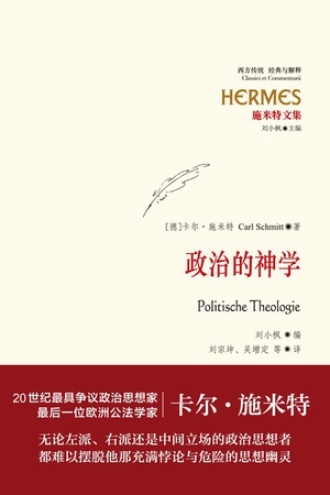 西方传统 经典与解释
Classici et Commentarii
HERMES
施米特文集
刘小枫●主编
[德]卡尔·施米特 Carl Schmitt●著
政治的神学
Politische Theologie
刘小枫 编
刘宗坤、吴增定 等 译
20世纪最具争议政治思想家
最后一位欧洲公法学家
卡尔·施米特
无论左派、右派还是中间立场的政治思想者
都难以摆脱他那充满悖论与危险的思想幽灵